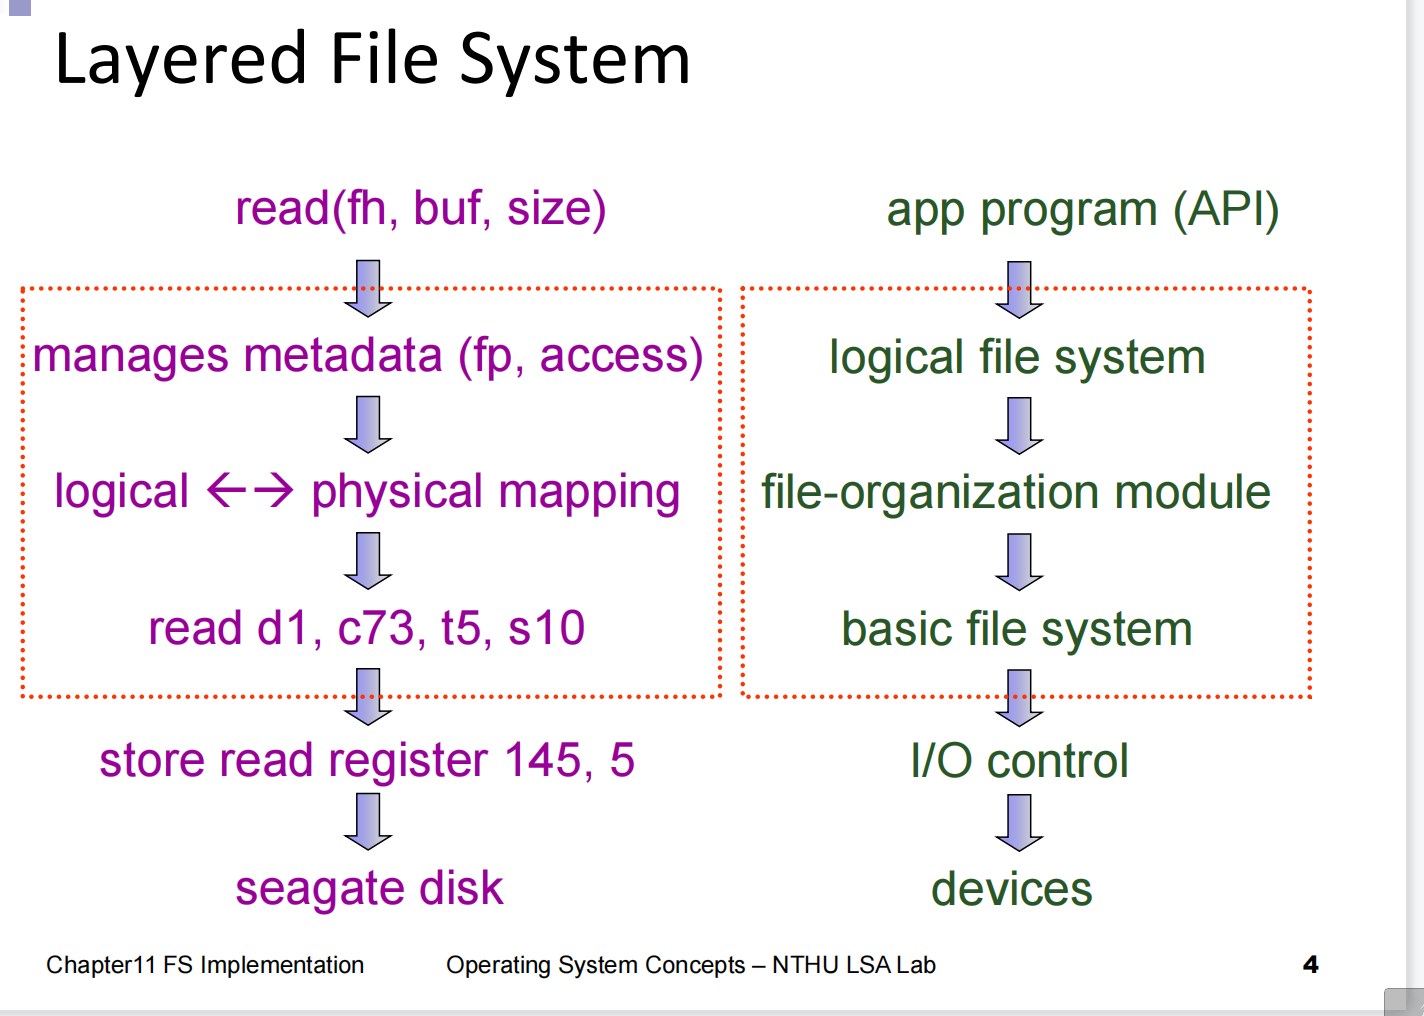 Layered File System
read(fh, buf, size)
app program (API)
manages metadata (fp, access)
logical file system
logical ←→ physical mapping
file-organization module
read d1, c73, t5, s10
basic file system
store read register 145, 5
I/O control
seagate disk
devices
Chapter11 FS Implementation
Operating System Concepts – NTHU LSA Lab
4